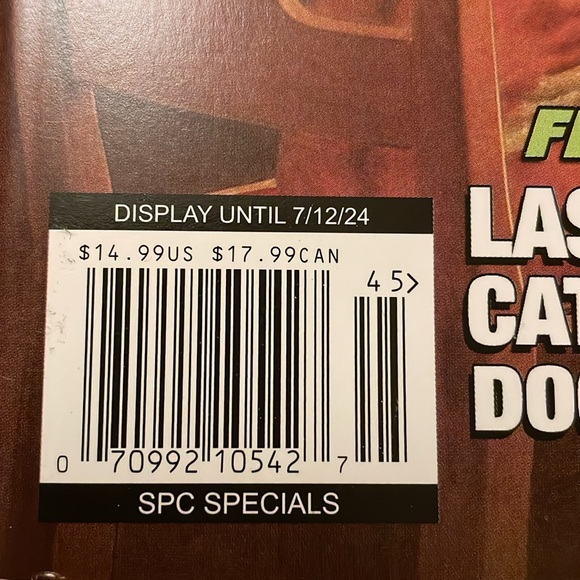 DISPLAY UNTIL 7/12/24
$14.99US $17.99CAN
45>
0 70992 10542 7
SPC SPECIALS